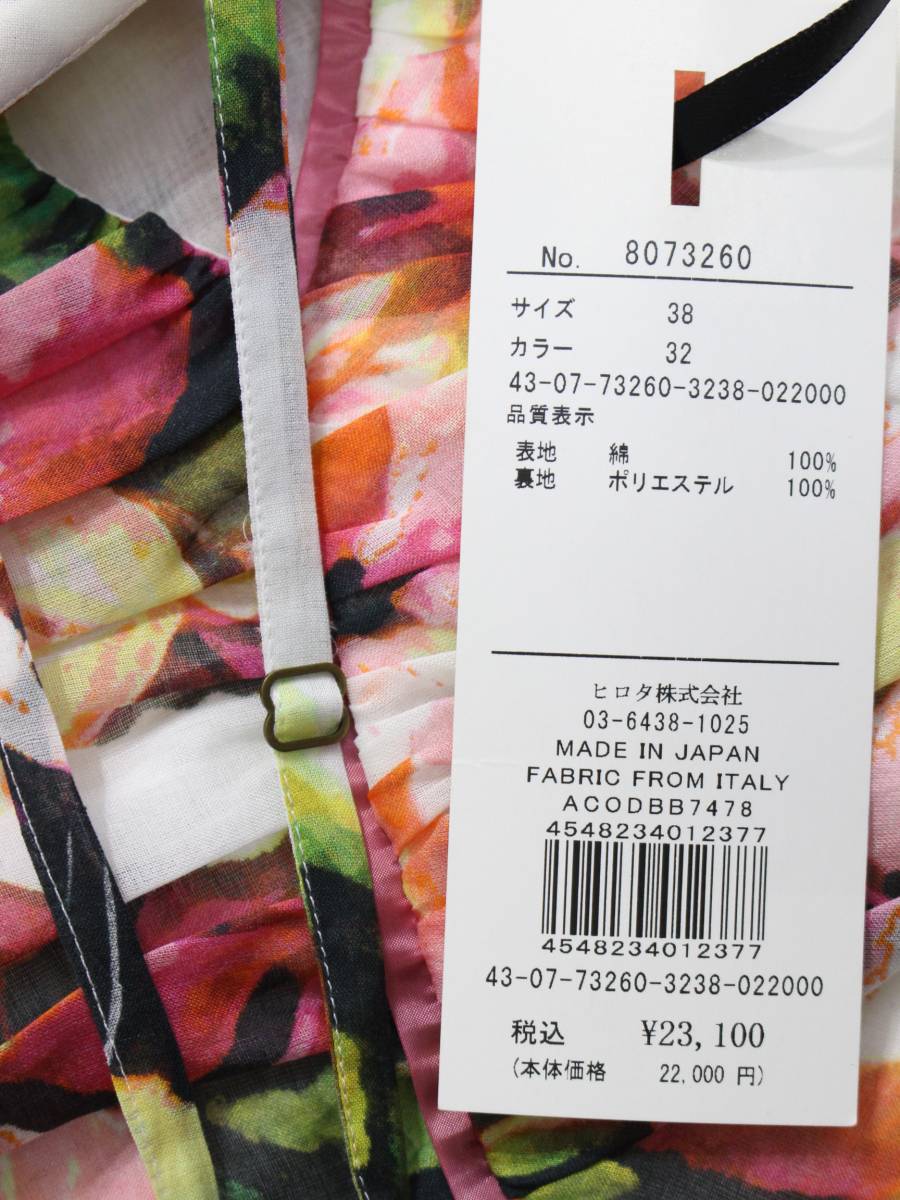 No. 8073260
サイズ 38
カラー 32
43-07-73260-3238-022000
品質表示
表地 綿 100%
裏地 ポリエステル 100%
ヒロタ株式会社
03-6438-1025
MADE IN JAPAN
FABRIC FROM ITALY
ACODBB7478
4548234012377
4548234012377
43-07-73260-3238-022000
税込 ¥23,100
(本体価格 22,000 円)